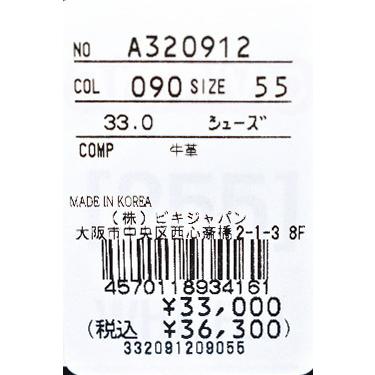 NO A320912
COL 090 SIZE 55
33.0 シューズ
COMP 牛革
MADE IN KOREA
(株) ビキジャパン
大阪市中央区西心斎橋2-1-3 8F
4570118934161
¥33,000
(税込 ¥36,300)
332091209055